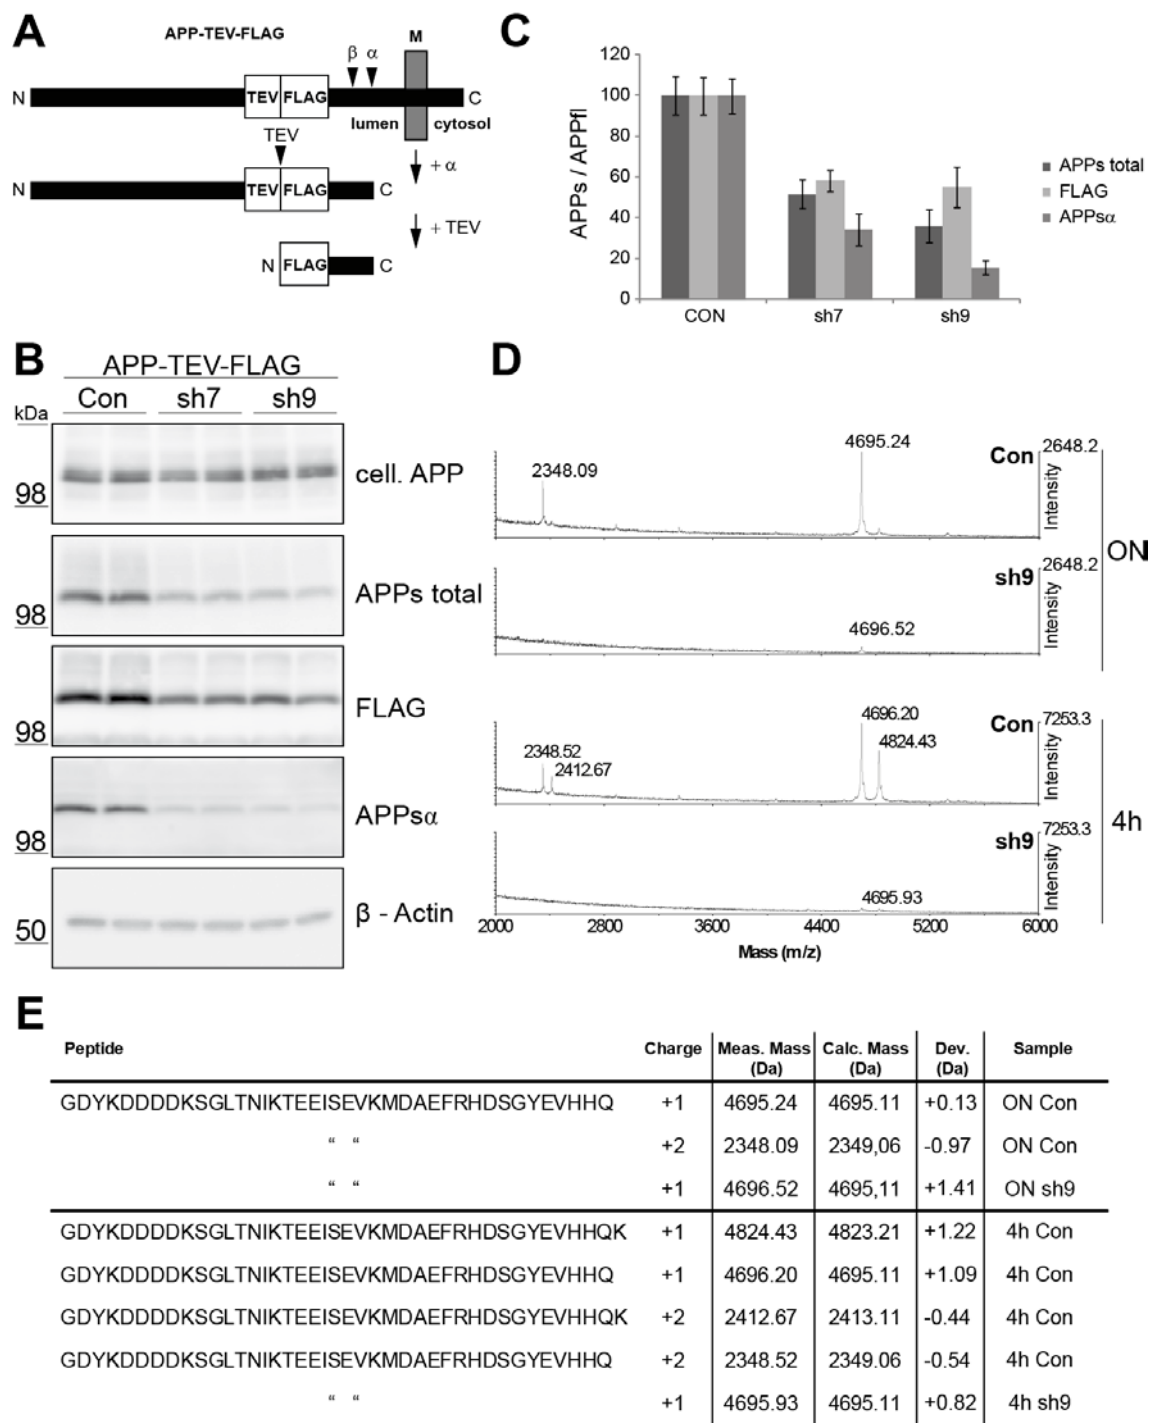 A
APP-TEV-FLAG
M
β α
N TEV FLAG C
lumen cytosol
TEV
+ α
N TEV FLAG C
+ TEV
N FLAG C
C
APPs / APPfl
120
100
80
60
40
20
0
CON sh7 sh9
APPs total
FLAG
APPsα
B
APP-TEV-FLAG
Con sh7 sh9
kDa
98 cell. APP
98 APPs total
98 FLAG
98 APPsα
50 β - Actin
D
2348.09 4695.24 Con 2648.2 Intensity
ON
4696.52 sh9 2648.2 Intensity
2348.52 2412.67 4696.20 4824.43 Con 7253.3 Intensity
4h
4695.93 sh9 7253.3 Intensity
2000 2800 3600 4400 5200 6000
Mass (m/z)
E
Peptide Charge Meas. Mass (Da) Calc. Mass (Da) Dev. (Da) Sample
GDYKDDDDKSGLTNIKTEEISEVKMDAEFRHDSGYEVHHQ +1 4695.24 4695.11 +0.13 ON Con
“ “ +2 2348.09 2349,06 -0.97 ON Con
“ “ +1 4696.52 4695,11 +1.41 ON sh9
GDYKDDDDKSGLTNIKTEEISEVKMDAEFRHDSGYEVHHQK +1 4824.43 4823.21 +1.22 4h Con
GDYKDDDDKSGLTNIKTEEISEVKMDAEFRHDSGYEVHHQ +1 4696.20 4695.11 +1.09 4h Con
GDYKDDDDKSGLTNIKTEEISEVKMDAEFRHDSGYEVHHQK +2 2412.67 2413.11 -0.44 4h Con
GDYKDDDDKSGLTNIKTEEISEVKMDAEFRHDSGYEVHHQ +2 2348.52 2349.06 -0.54 4h Con
“ “ +1 4695.93 4695.11 +0.82 4h sh9